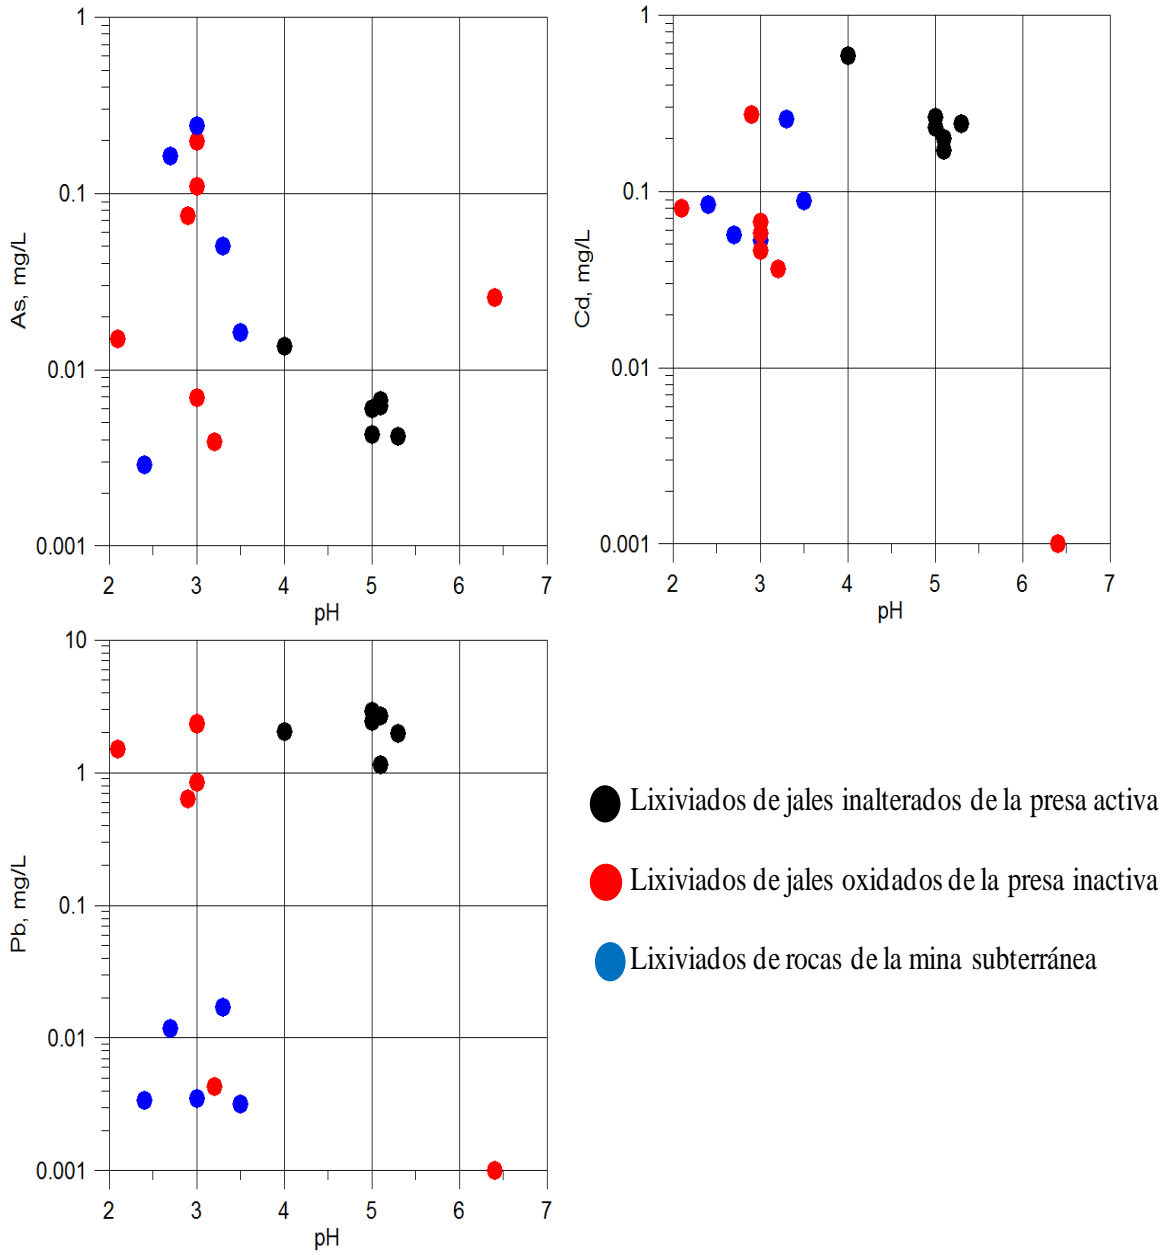 1
0.1
0.01
0.001
As, mg/L
2 3 4 5 6 7
pH
1
0.1
0.01
0.001
Cd, mg/L
2 3 4 5 6 7
pH
10
1
0.1
0.01
0.001
Pb, mg/L
2 3 4 5 6 7
pH
Lixiviados de jales inalterados de la presa activa
Lixiviados de jales oxidados de la presa inactiva
Lixiviados de rocas de la mina subterránea